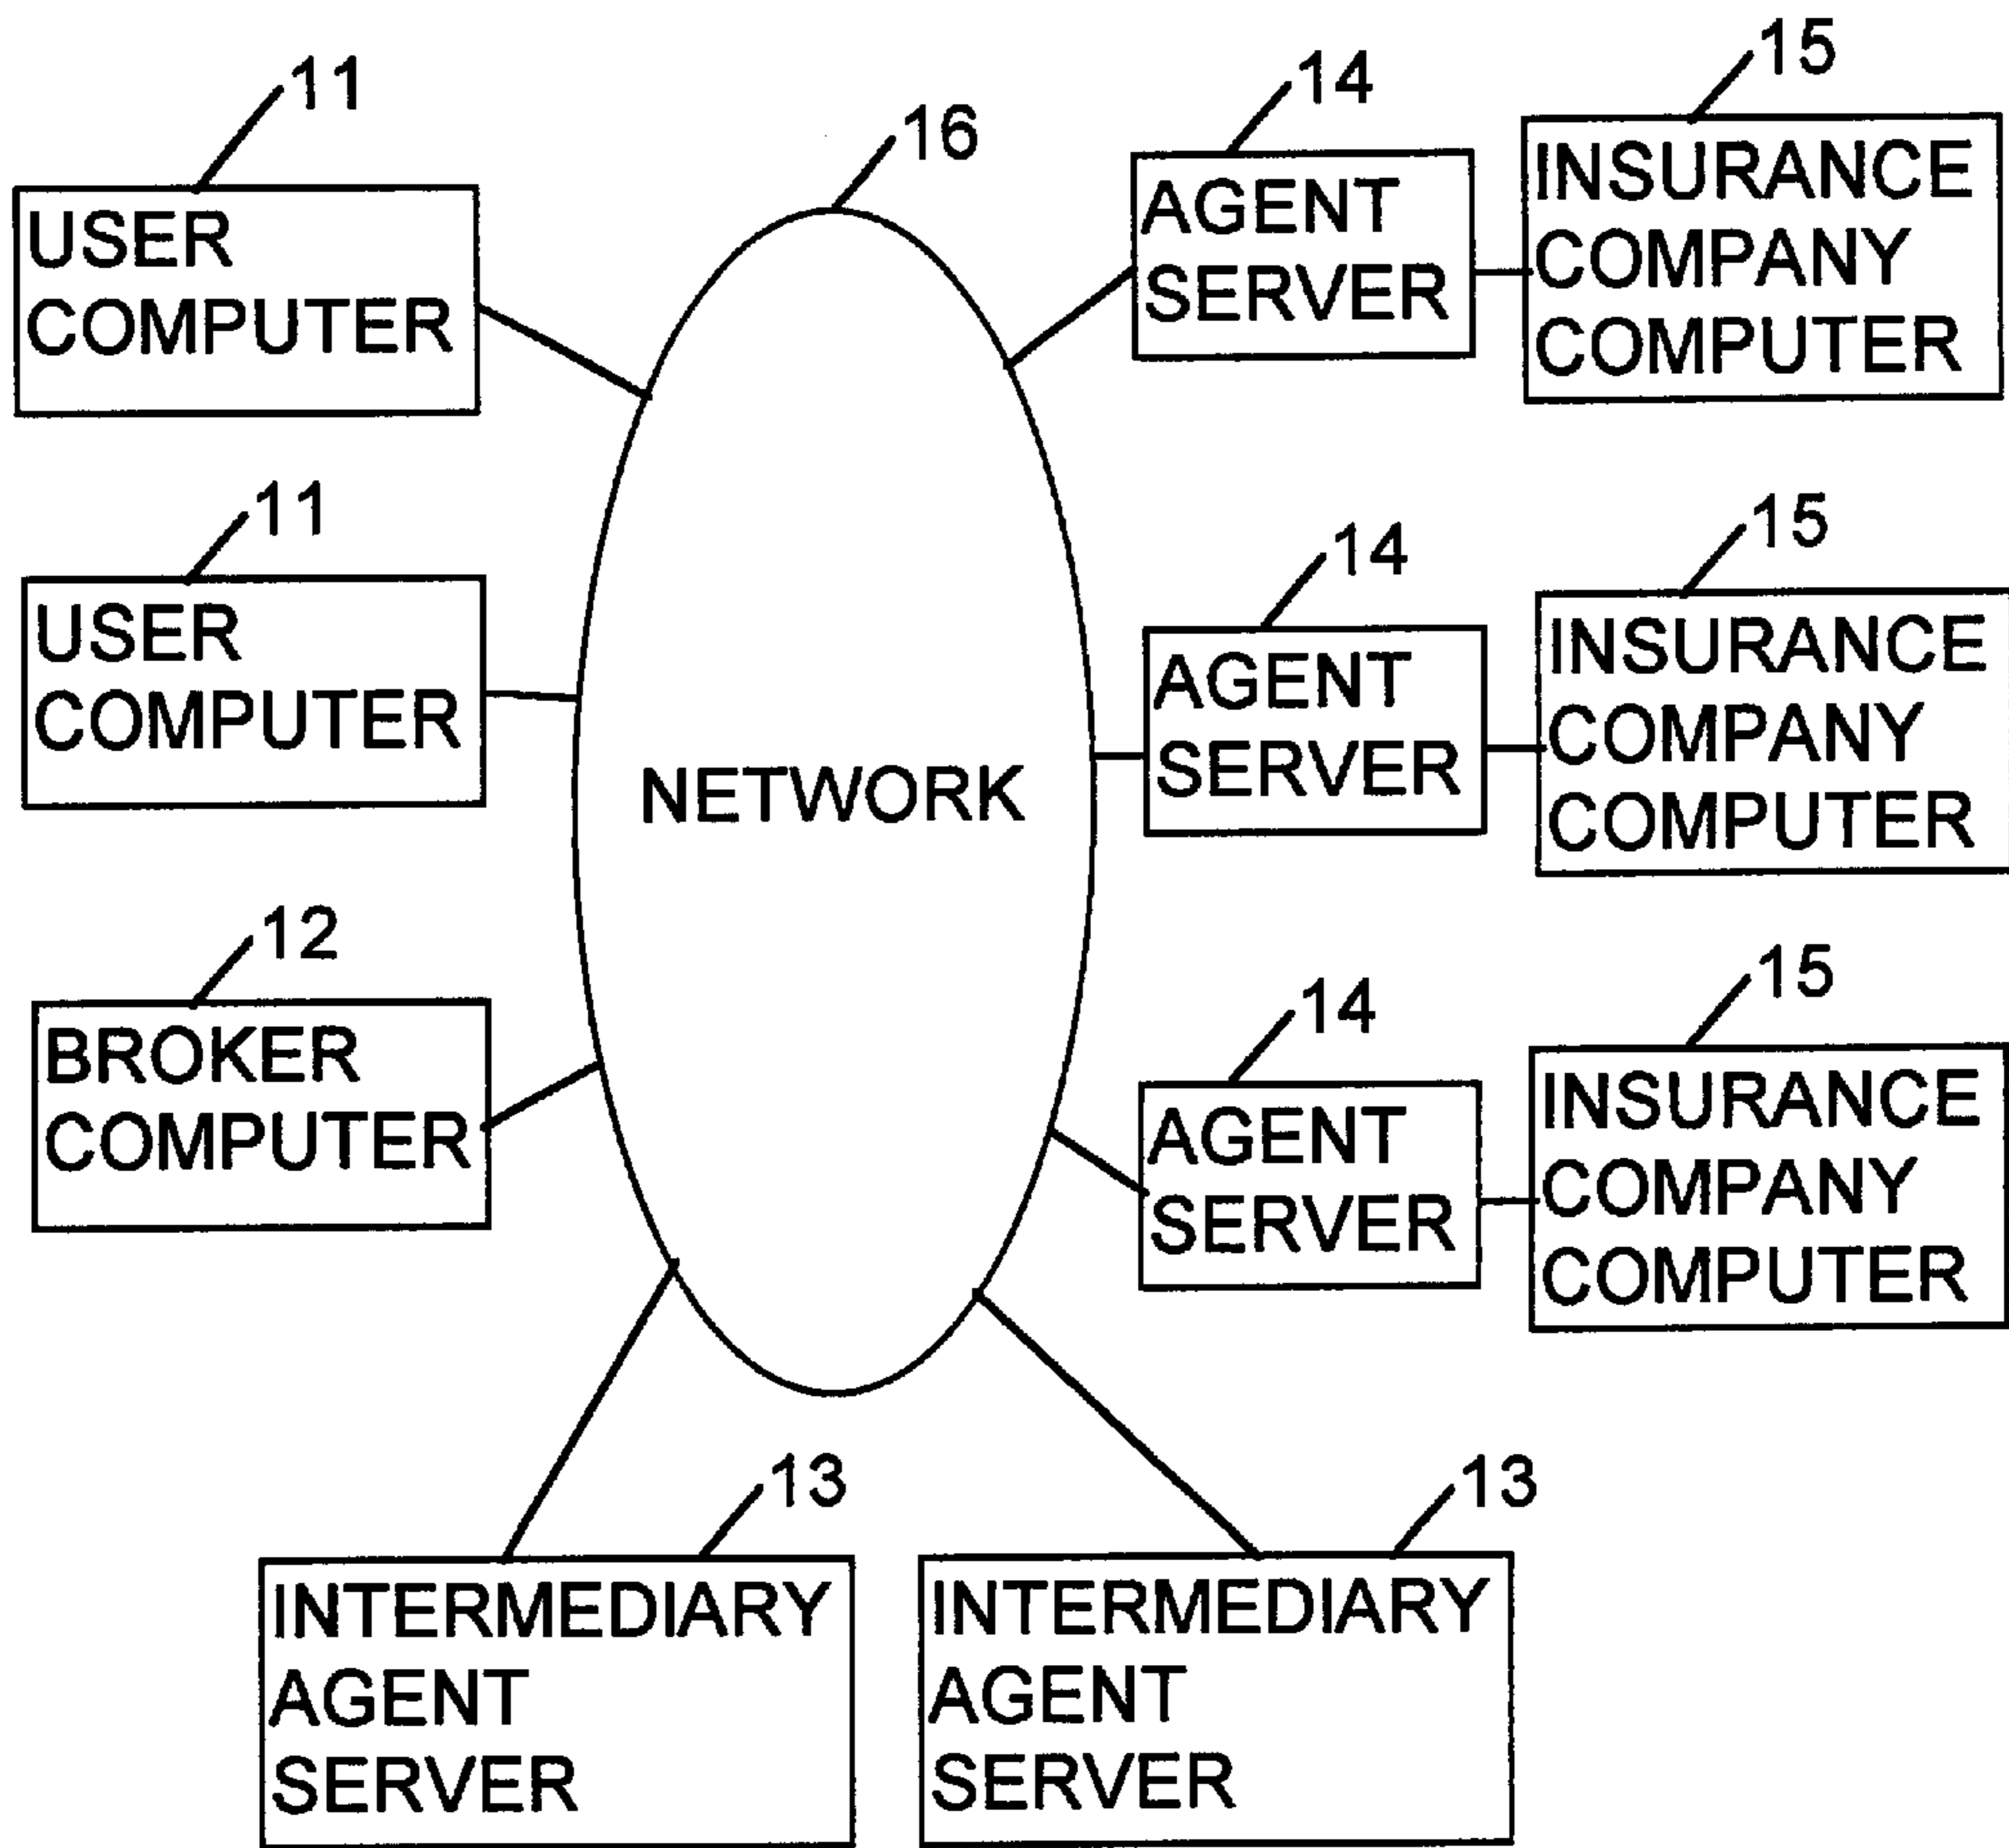 11
USER
COMPUTER
11
USER
COMPUTER
12
BROKER
COMPUTER
16
NETWORK
14
AGENT
SERVER
15
INSURANCE
COMPANY
COMPUTER
14
AGENT
SERVER
15
INSURANCE
COMPANY
COMPUTER
14
AGENT
SERVER
15
INSURANCE
COMPANY
COMPUTER
13
INTERMEDIARY
AGENT
SERVER
13
INTERMEDIARY
AGENT
SERVER